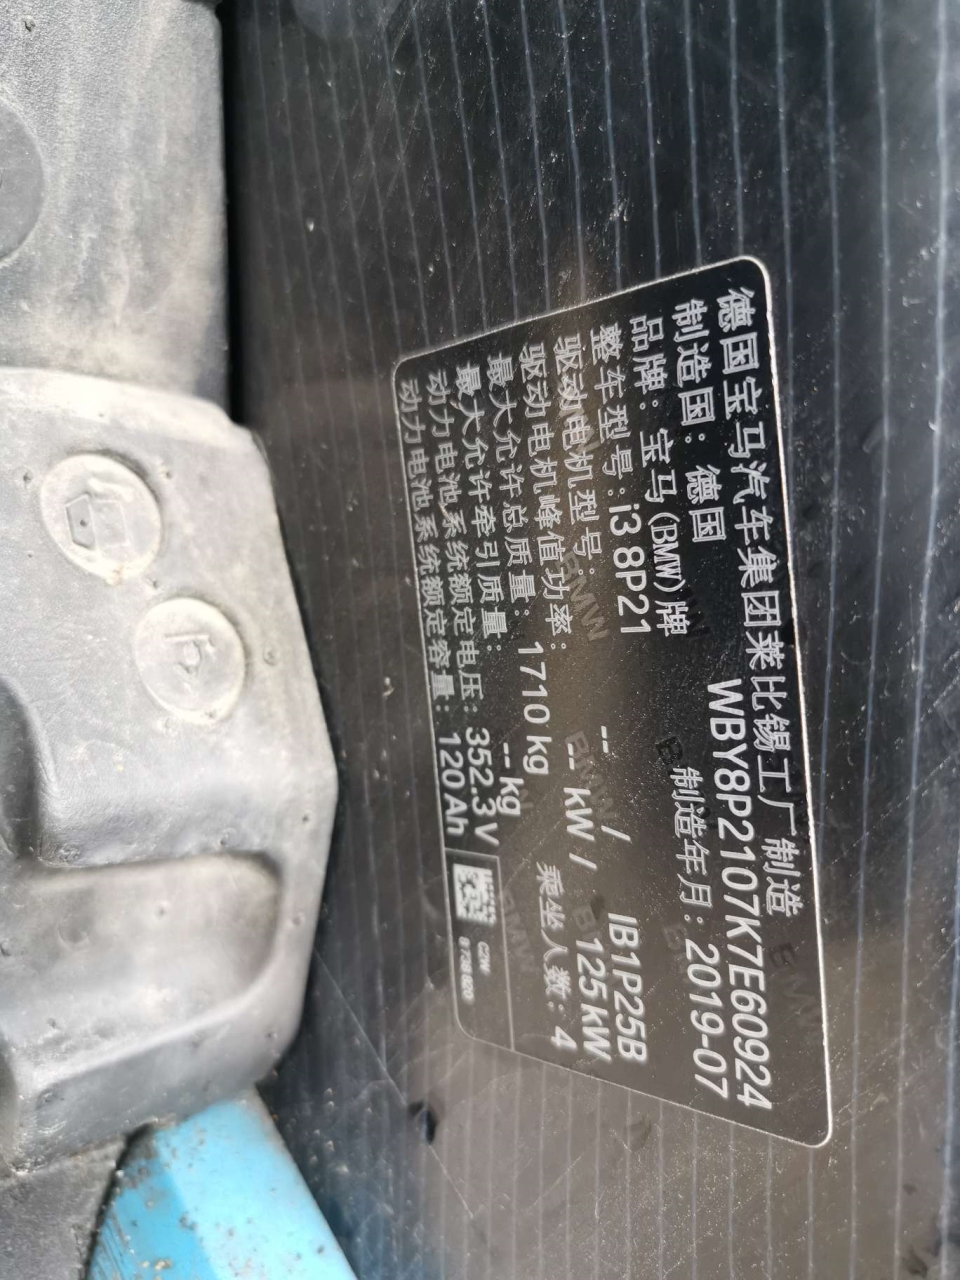 德国宝马汽车集团莱比锡工厂制造
WBY8P2107K7E60924
制造国：德国 制造年月：2019-07
品牌：宝马(BMW)牌
整车型号：i3 8P21
驱动电机型号： -- / IB1P25B
驱动电机峰值功率： -- kW / 125 kW
最大允许总质量：1710 kg 乘坐人数：4
最大允许牵引质量： -- kg
动力电池系统额定电压：352.3 V
动力电池系统额定容量：120 Ah
CZW